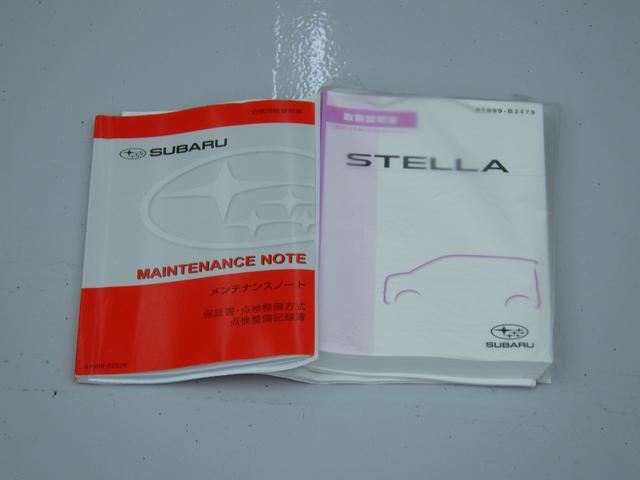 SUBARU
MAINTENANCE NOTE
メンテナンスノート
保証書・点検整備方式
点検整備記録簿
取扱説明書
STELLA
SUBARU